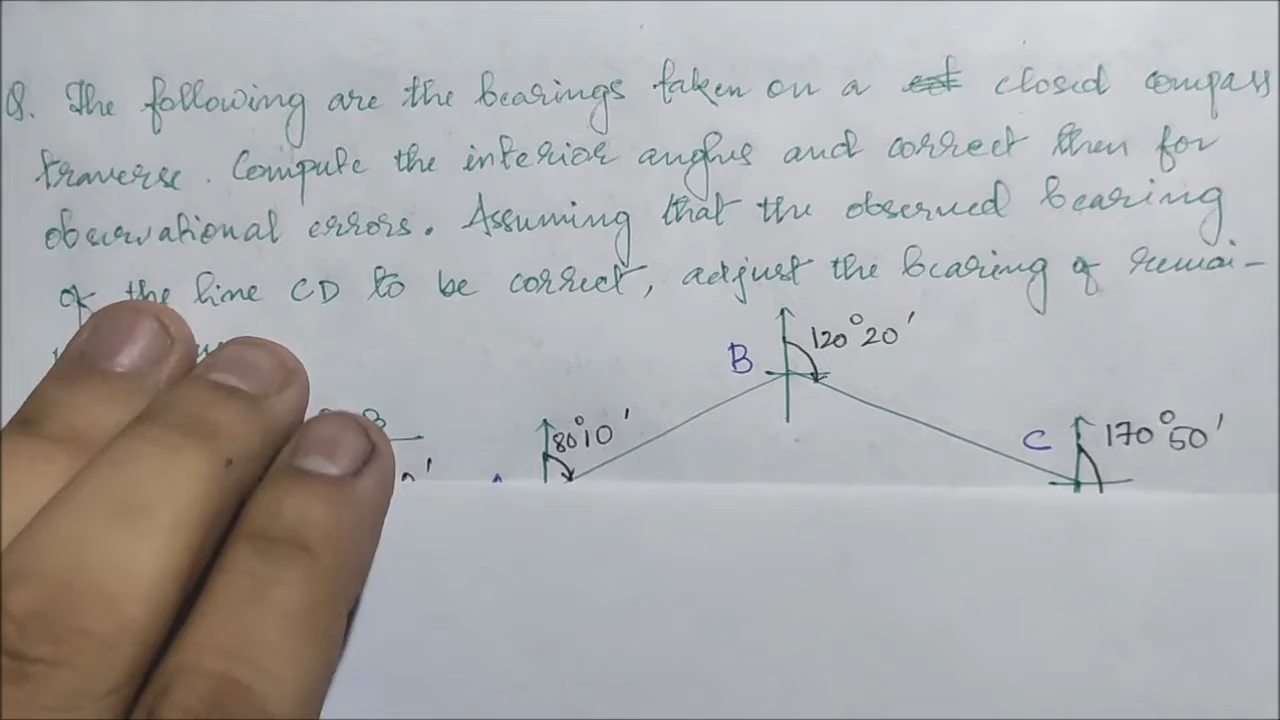 Q. The following are the bearings taken on a closed compass
traverse. Compute the interior angles and correct then for
observational errors. Assuming that the observed bearing
of the line CD to be correct, adjust the bearing of remai-
B 120°20'
B
80°10'
C 170°50'